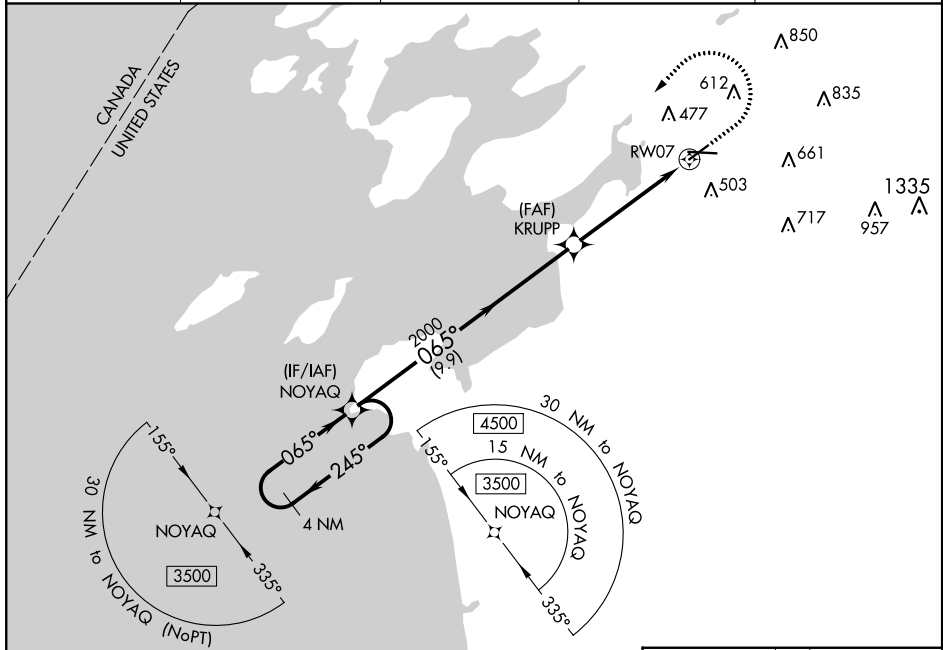 850
612
835
477
CANADA
UNITED STATES
RW07
661
503
1335
(FAF)
KRUPP
717
957
2000
065°
(9.9)
(IF/IAF)
NOYAQ
065°
245°
4 NM
155°
NOYAQ
3500
335°
30 NM to NOYAQ (NoPT)
30 NM to NOYAQ
4500
155°
15 NM to NOYAQ
3500
NOYAQ
335°